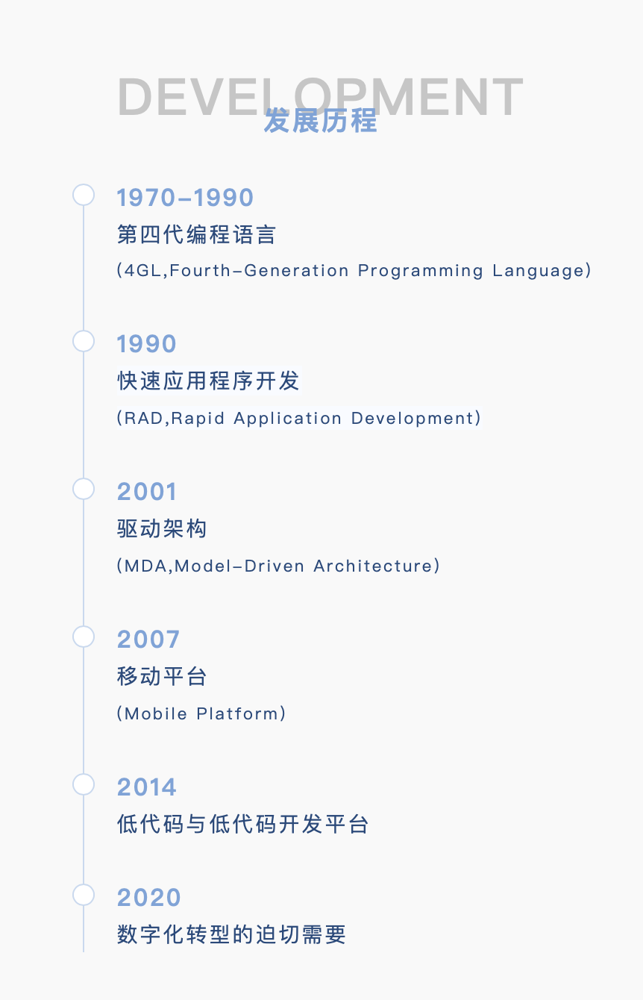 DEVELOPMENT
发展历程
1970–1990
第四代编程语言
(4GL,Fourth–Generation Programming Language)
1990
快速应用程序开发
(RAD,Rapid Application Development)
2001
驱动架构
(MDA,Model–Driven Architecture)
2007
移动平台
(Mobile Platform)
2014
低代码与低代码开发平台
2020
数字化转型的迫切需要